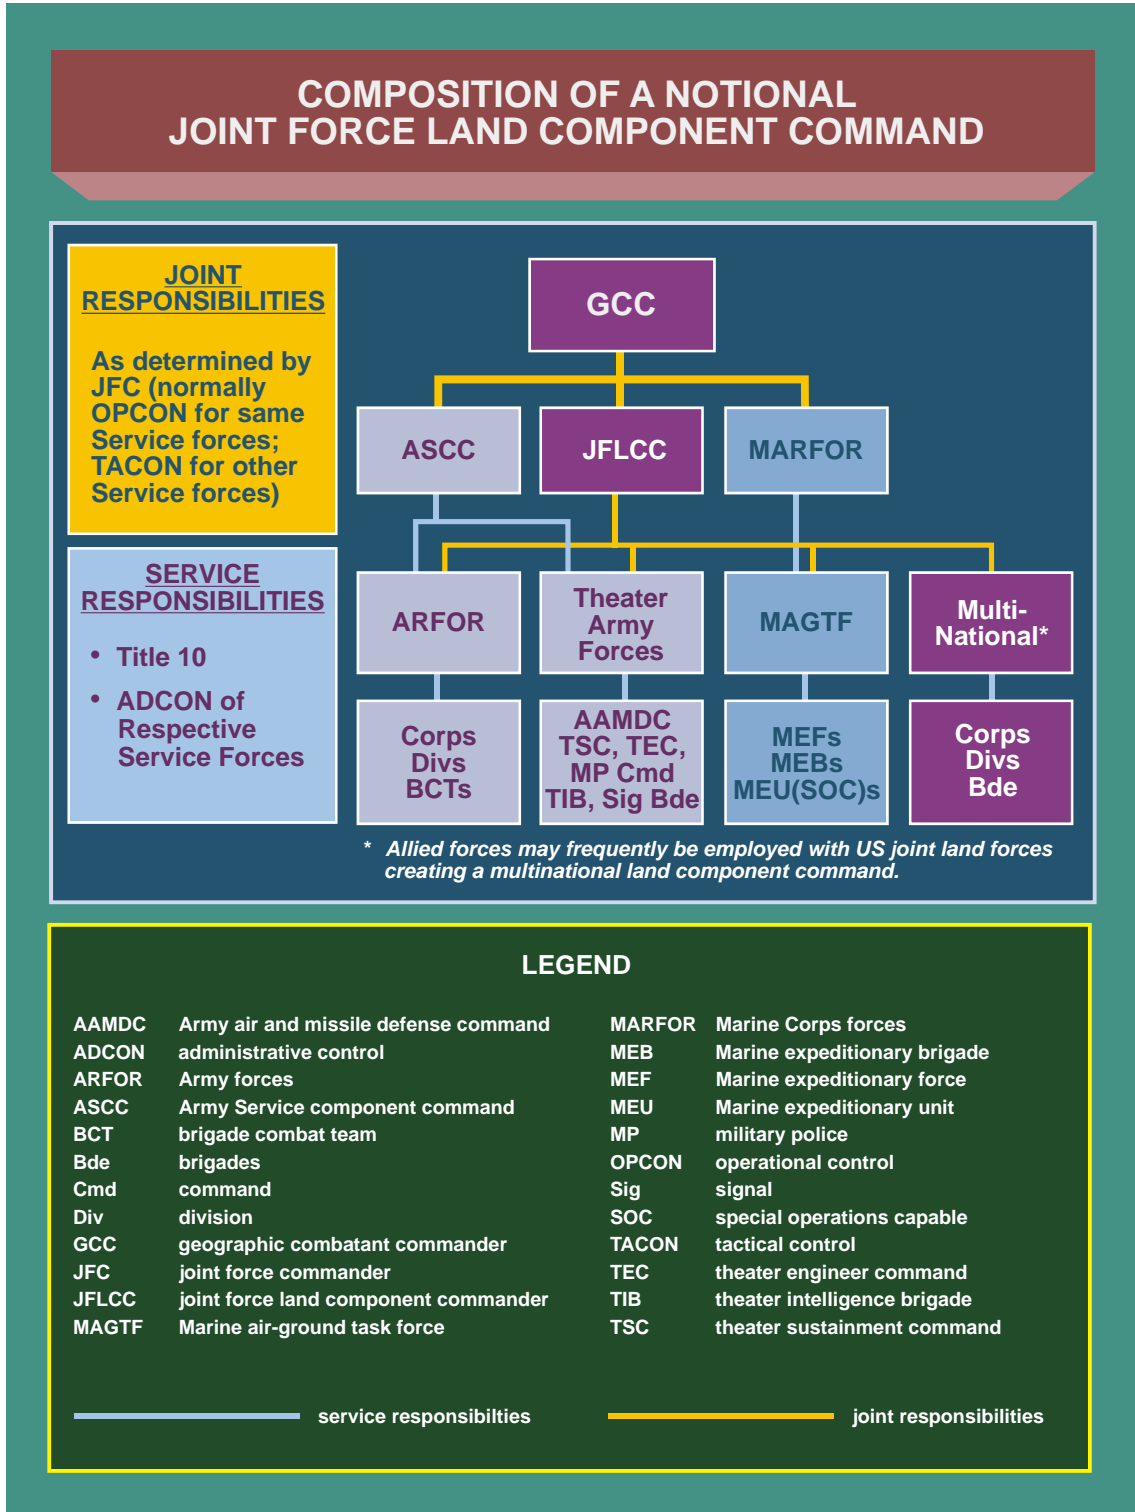 COMPOSITION OF A NOTIONAL
JOINT FORCE LAND COMPONENT COMMAND
JOINT
RESPONSIBILITIES
As determined by
JFC (normally
OPCON for same
Service forces;
TACON for other
Service forces)
SERVICE
RESPONSIBILITIES
• Title 10
• ADCON of
Respective
Service Forces
GCC
ASCC
JFLCC
MARFOR
ARFOR
Theater
Army
Forces
MAGTF
Multi-
National*
Corps
Divs
BCTs
AAMDC
TSC, TEC,
MP Cmd
TIB, Sig Bde
MEFs
MEBs
MEU(SOC)s
Corps
Divs
Bde
* Allied forces may frequently be employed with US joint land forces
creating a multinational land component command.
LEGEND
AAMDC Army air and missile defense command
ADCON administrative control
ARFOR Army forces
ASCC Army Service component command
BCT brigade combat team
Bde brigades
Cmd command
Div division
GCC geographic combatant commander
JFC joint force commander
JFLCC joint force land component commander
MAGTF Marine air-ground task force
MARFOR Marine Corps forces
MEB Marine expeditionary brigade
MEF Marine expeditionary force
MEU Marine expeditionary unit
MP military police
OPCON operational control
Sig signal
SOC special operations capable
TACON tactical control
TEC theater engineer command
TIB theater intelligence brigade
TSC theater sustainment command
service responsibilties
joint responsibilities